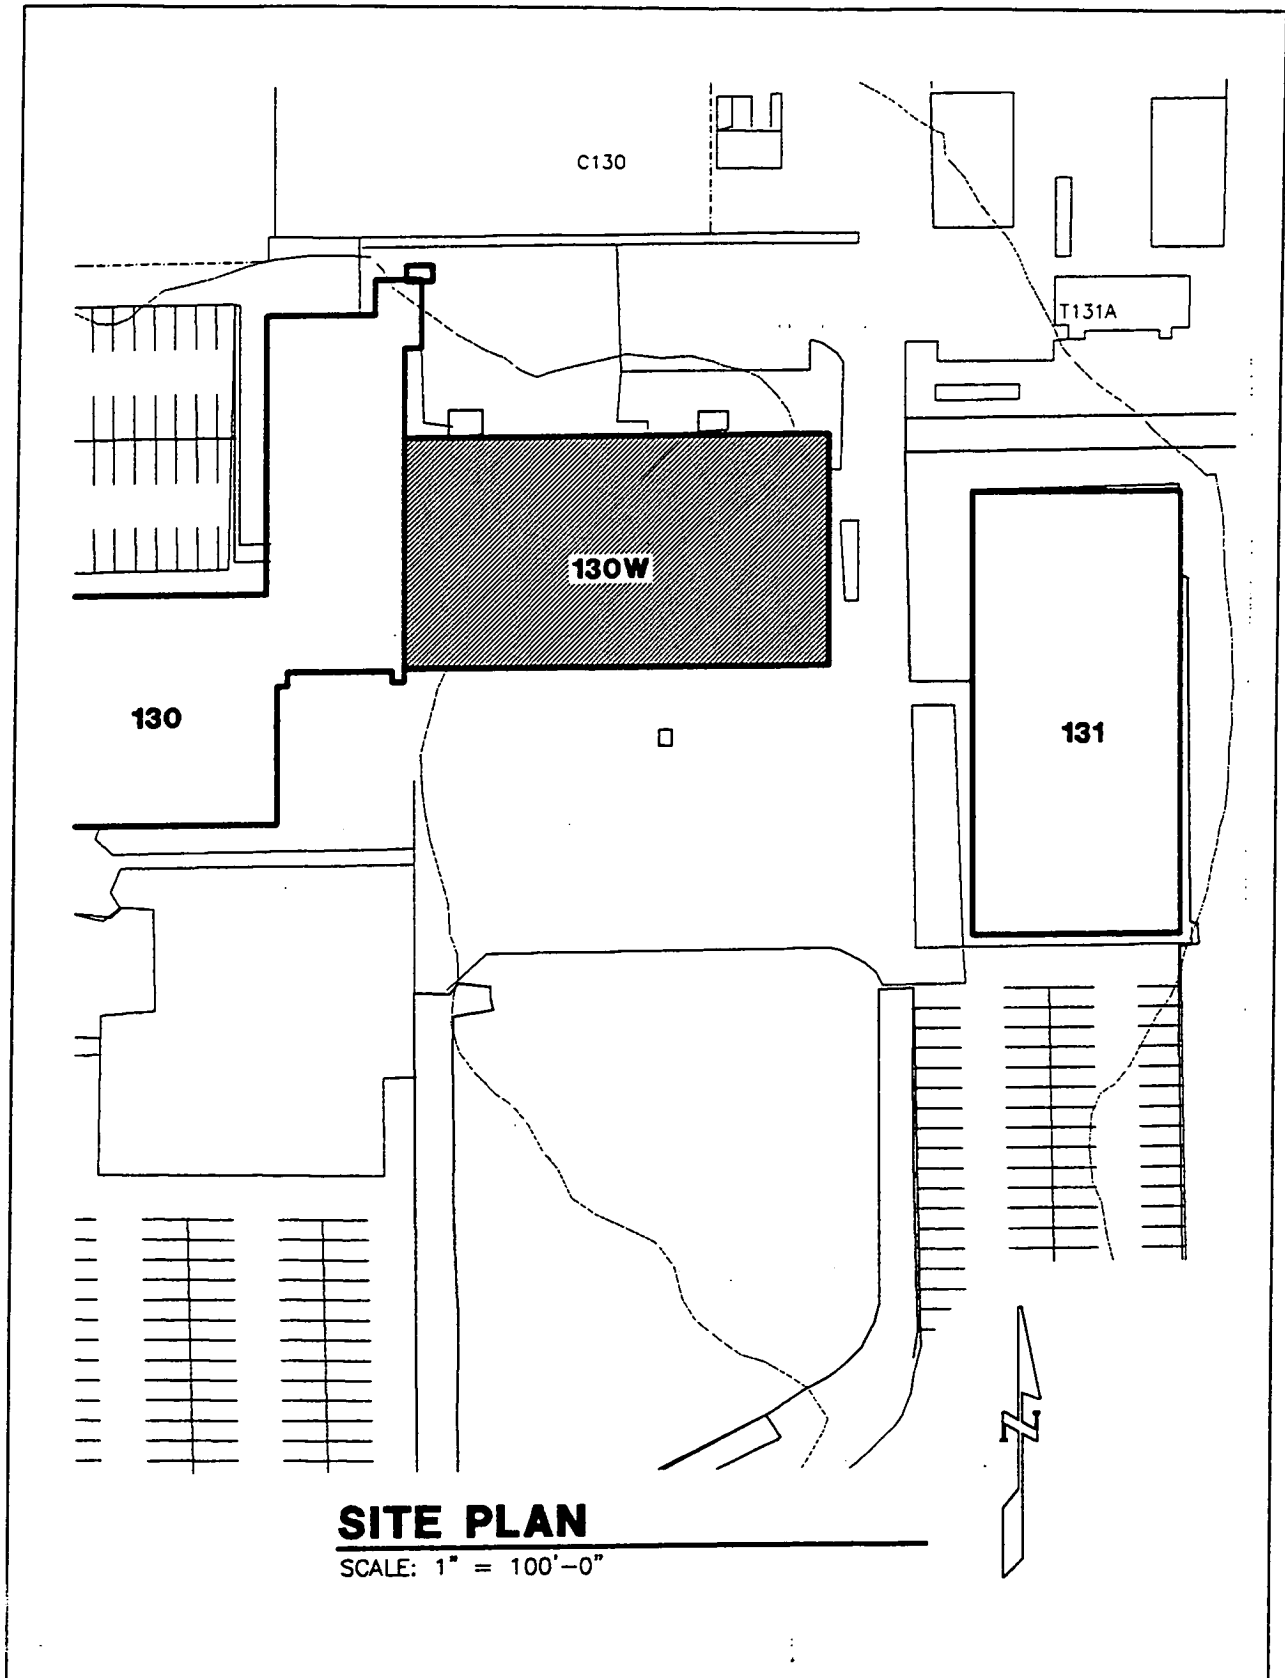 C130
T131A
130W
130
131
N
SITE PLAN
SCALE: 1" = 100'-0"